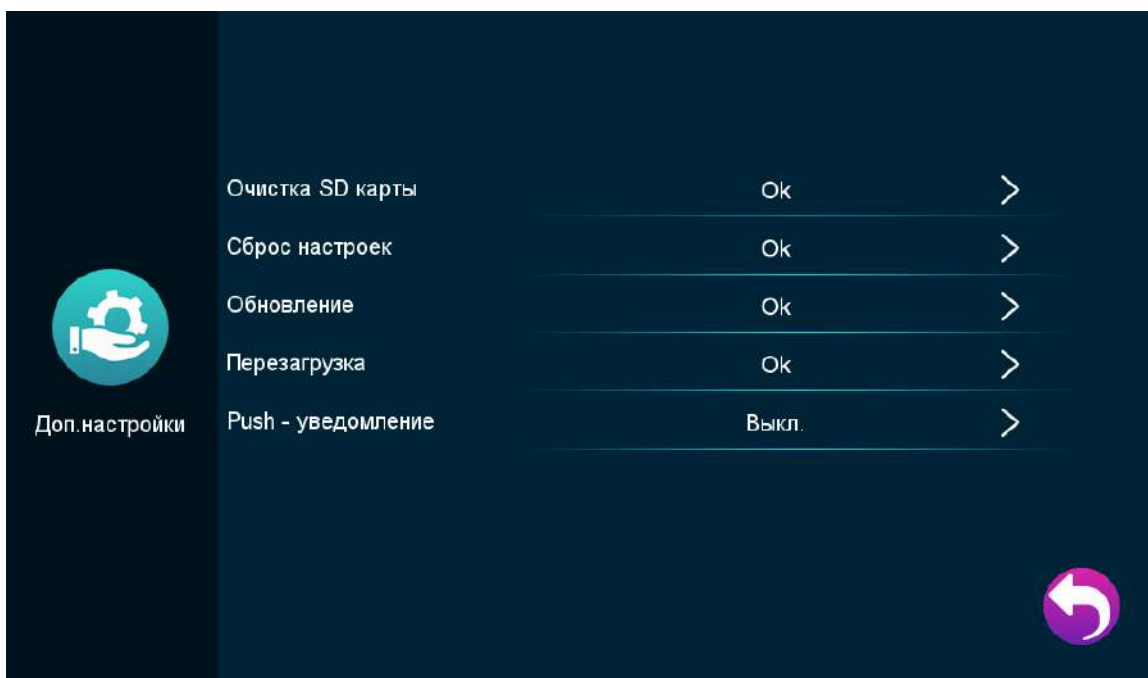 Очистка SD карты Ok
Сброс настроек Ok
Обновление Ok
Перезагрузка Ok
Push - уведомление Выкл.
Доп.настройки